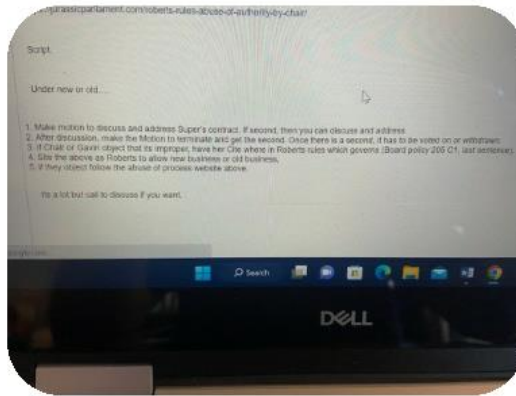 jurassicparliament.com/roberts-rules-abuse-of-authority-by-chair/
Script.
Under new or old....
1. Make motion to discuss and address Super's contract. If second, then you can discuss and address.
2. After discussion, make the Motion to terminate and get the second. Once there is a second, it has to be voted on or withdrawn.
3. If Chair or Gavin object that its improper, have her Cite where in Roberts rules which governs (Board policy 205 C1, last sentence).
4. Site the above as Roberts to allow new business or old business.
5. If they object follow the abuse of process website above.
Its a lot but call to discuss if you want.
Search
DELL